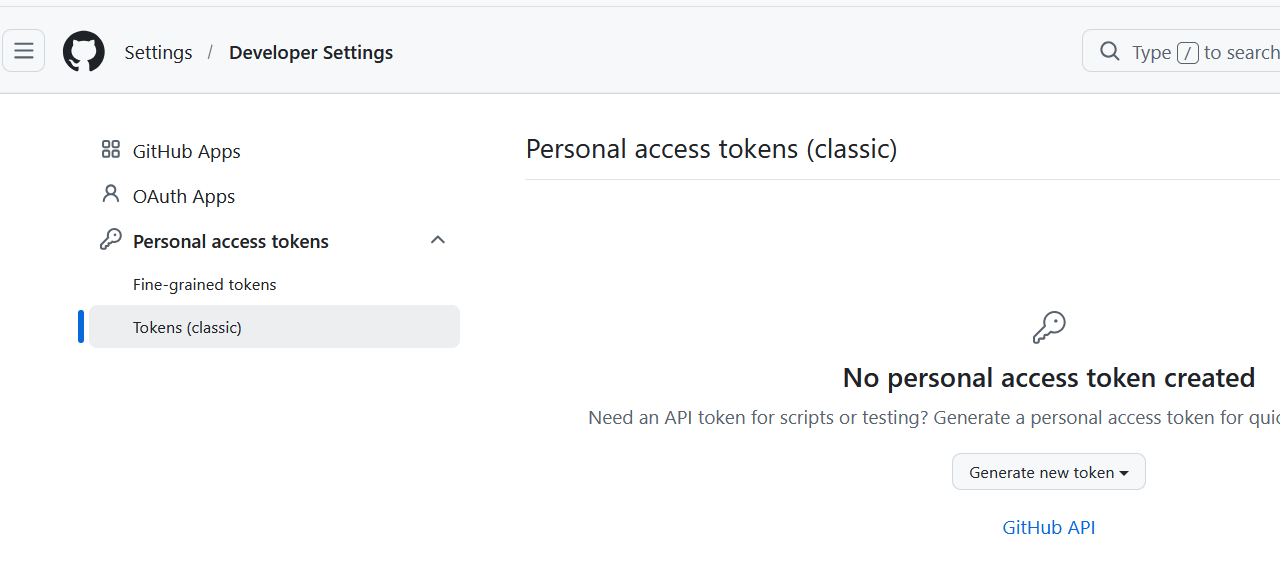 Settings / Developer Settings
Type / to search
GitHub Apps
OAuth Apps
Personal access tokens
Fine-grained tokens
Tokens (classic)
Personal access tokens (classic)
No personal access token created
Need an API token for scripts or testing? Generate a personal access token for
Generate new token
GitHub API